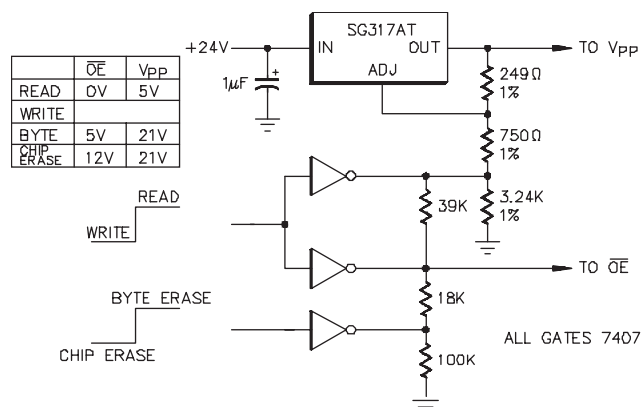 SG317AT
+24V
IN
OUT
TO VPP
ADJ
1μF
+
249Ω
1%
750Ω
1%
3.24K
1%
OE VPP
READ 0V 5V
WRITE
BYTE 5V 21V
CHIP
ERASE 12V 21V
READ
WRITE
39K
TO OE
BYTE ERASE
CHIP ERASE
18K
100K
ALL GATES 7407